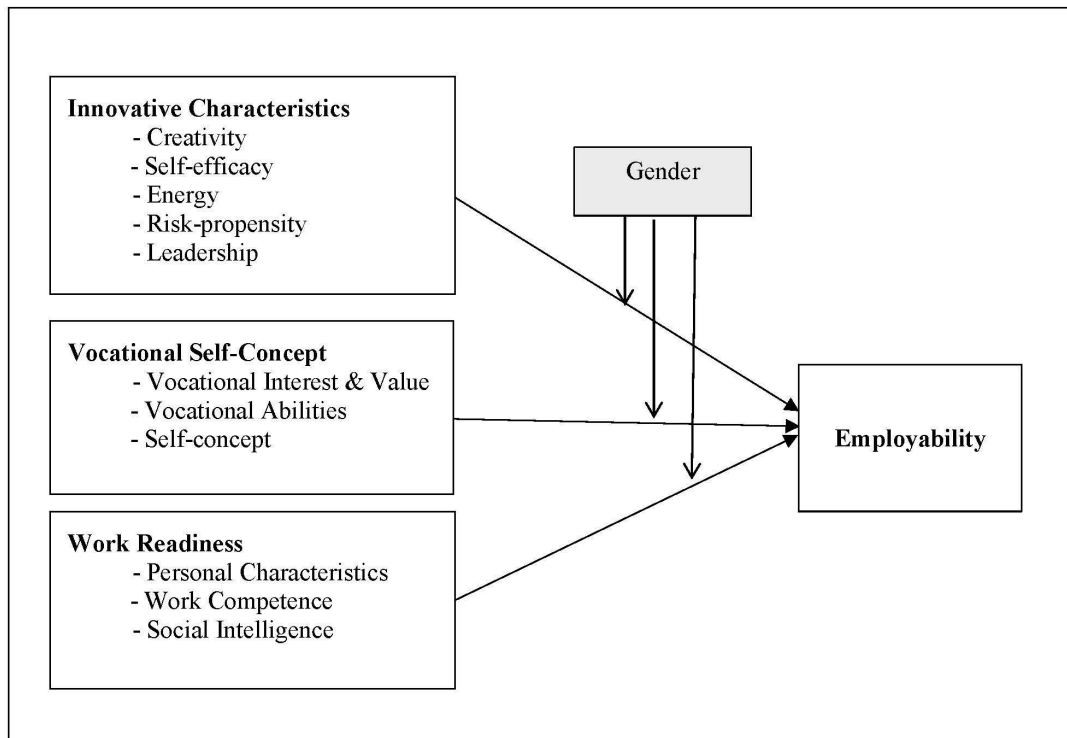 Innovative Characteristics
- Creativity
- Self-efficacy
- Energy
- Risk-propensity
- Leadership
Gender
Vocational Self-Concept
- Vocational Interest & Value
- Vocational Abilities
- Self-concept
Employability
Work Readiness
- Personal Characteristics
- Work Competence
- Social Intelligence